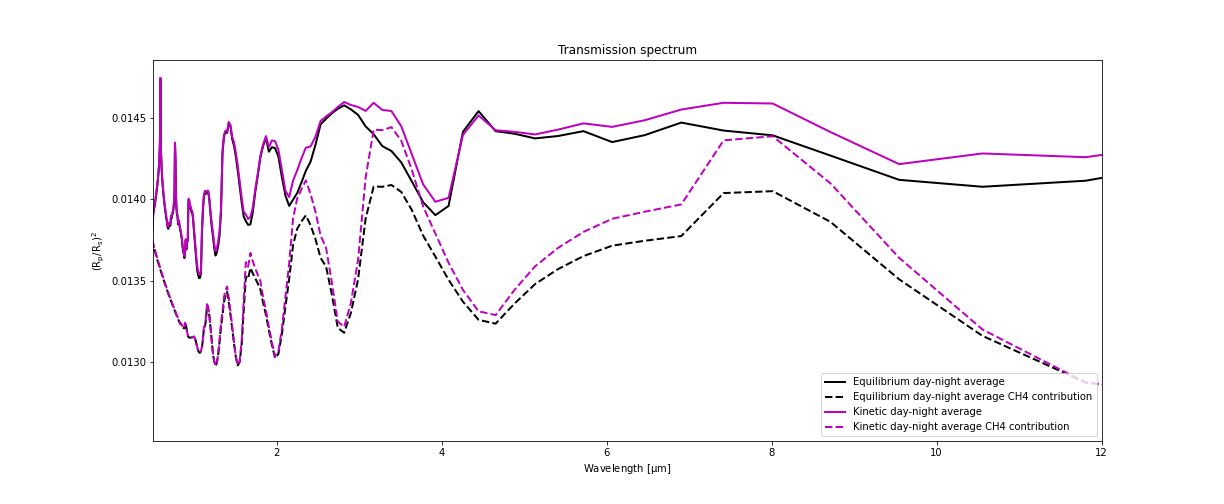 Transmission spectrum
(Rp/Rs)²
0.0145
0.0140
0.0135
0.0130
2
4
6
8
10
12
Wavelength [μm]
Equilibrium day-night average
Equilibrium day-night average CH4 contribution
Kinetic day-night average
Kinetic day-night average CH4 contribution